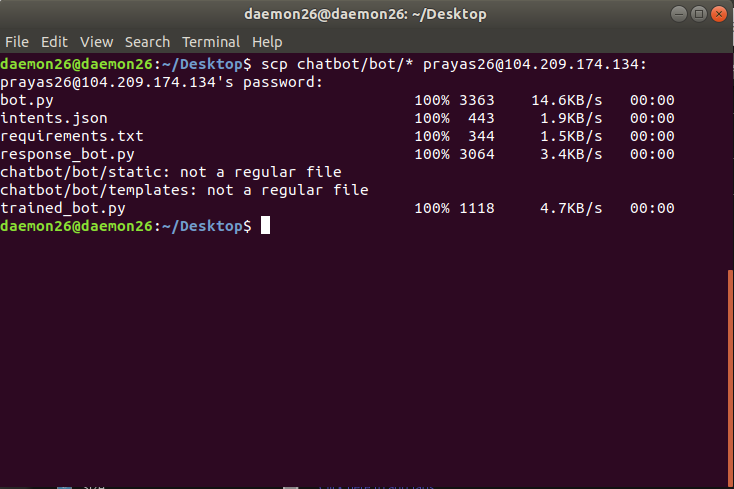 daemon26@daemon26: ~/Desktop
File Edit View Search Terminal Help
daemon26@daemon26:~/Desktop$ scp chatbot/bot/* prayas26@104.209.174.134:
prayas26@104.209.174.134's password:
bot.py 100% 3363 14.6KB/s 00:00
intents.json 100% 443 1.9KB/s 00:00
requirements.txt 100% 344 1.5KB/s 00:00
response_bot.py 100% 3064 3.4KB/s 00:00
chatbot/bot/static: not a regular file
chatbot/bot/templates: not a regular file
trained_bot.py 100% 1118 4.7KB/s 00:00
daemon26@daemon26:~/Desktop$